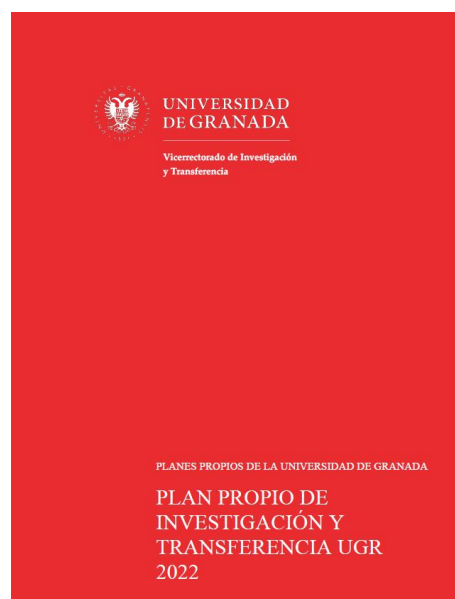 UNIVERSIDAD
DE GRANADA
Vicerrectorado de Investigación
y Transferencia
PLANES PROPIOS DE LA UNIVERSIDAD DE GRANADA
PLAN PROPIO DE
INVESTIGACIÓN Y
TRANSFERENCIA UGR
2022